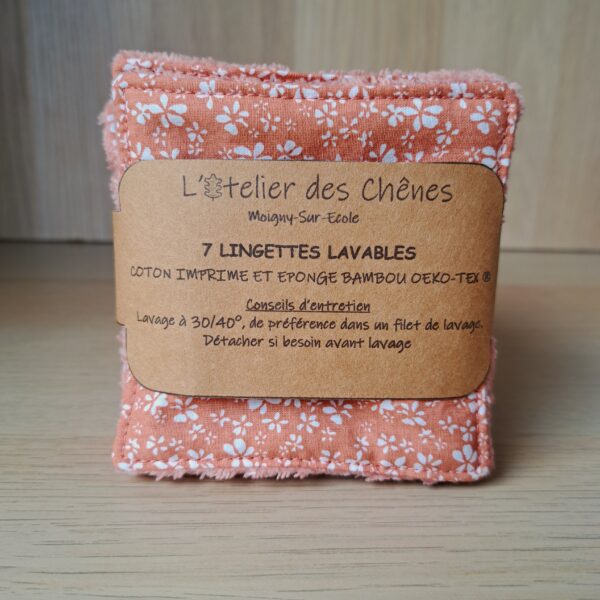 L'Atelier des Chênes
Moigny-Sur-Ecole
7 LINGETTES LAVABLES
COTON IMPRIME ET EPONGE BAMBOU OEKO-TEX ®
Conseils d'entretien
Lavage à 30/40°, de préférence dans un filet de lavage.
Détacher si besoin avant lavage